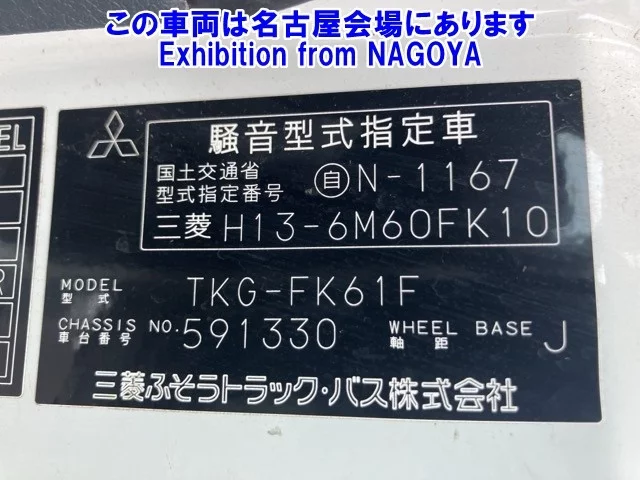 この車両は名古屋会場にあります
Exhibition from NAGOYA
EL
騒音型式指定車
国土交通省
型式指定番号
自 N-1167
三菱 H13-6M60FK10
R
MODEL
型式
TKG-FK61F
CHASSIS NO.
車台番号
591330
WHEEL BASE
軸距
J
三菱ふそうトラック・バス株式会社